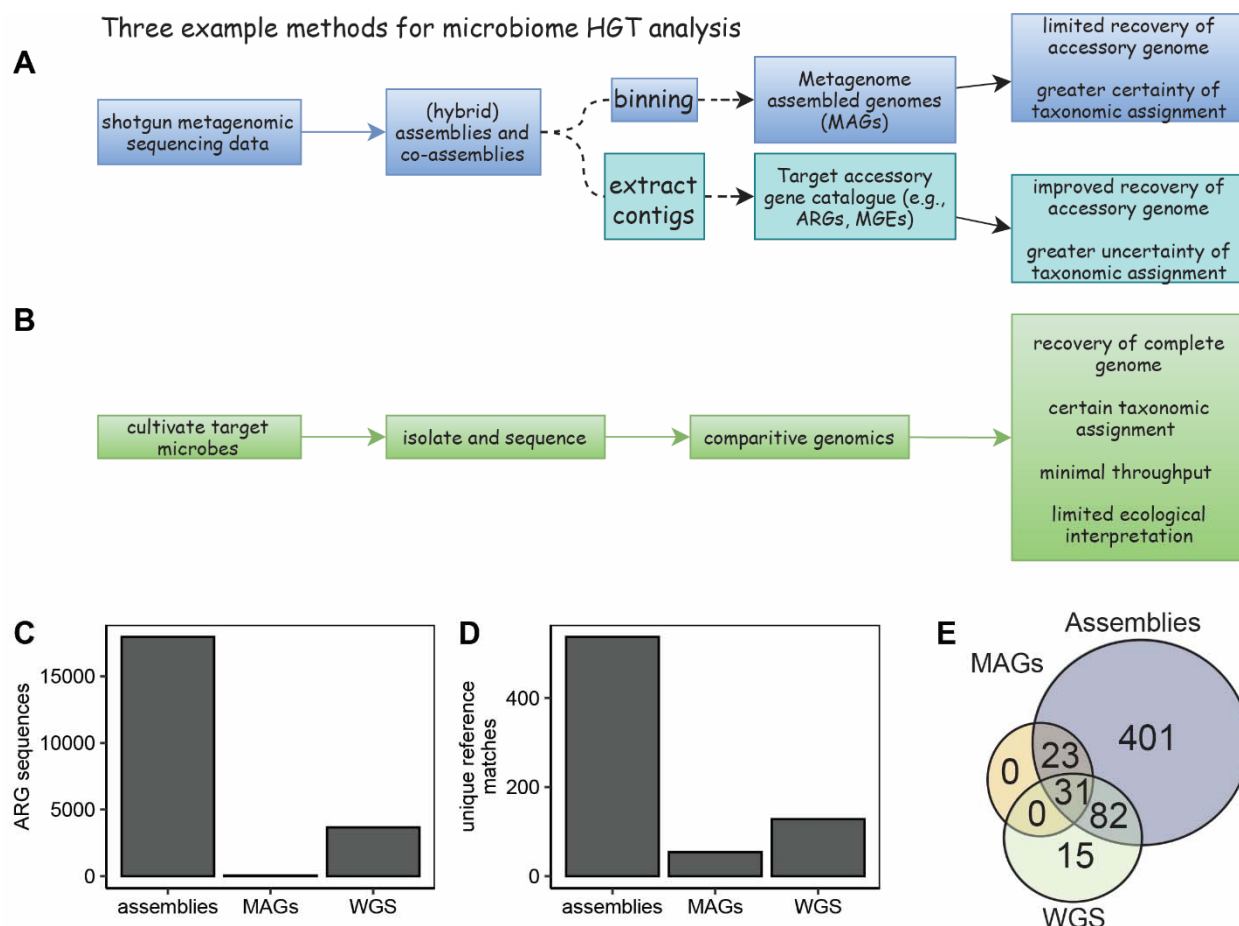 Three example methods for microbiome HGT analysis
A
shotgun metagenomic
sequencing data
(hybrid)
assemblies and
co-assemblies
binning
Metagenome
assembled genomes
(MAGs)
limited recovery of
accessory genome
greater certainty of
taxonomic assignment
extract
contigs
Target accessory
gene catalogue (e.g.,
ARGs, MGEs)
improved recovery of
accessory genome
greater uncertainty of
taxonomic assignment
B
cultivate target
microbes
isolate and sequence
comparitive genomics
recovery of complete
genome
certain taxonomic
assignment
minimal throughput
limited ecological
interpretation
C
ARG sequences
15000
10000
5000
0
assemblies MAGs WGS
D
unique reference
matches
400
200
0
assemblies MAGs WGS
E
Assemblies
MAGs
401
23
0
31
0
82
15
WGS